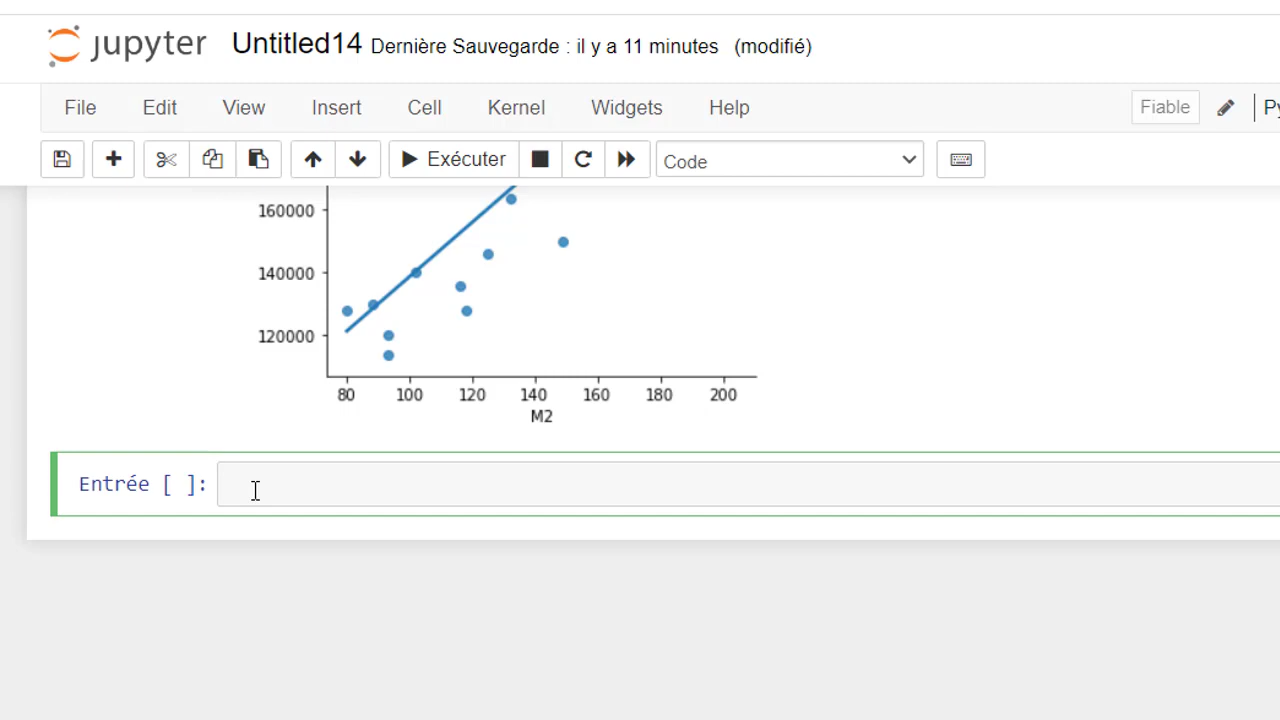 jupyter Untitled14 Dernière Sauvegarde : il y a 11 minutes (modifié)
File Edit View Insert Cell Kernel Widgets Help Fiable Py
Exécuter Code
160000
140000
120000
80 100 120 140 160 180 200
M2
Entrée [ ]: